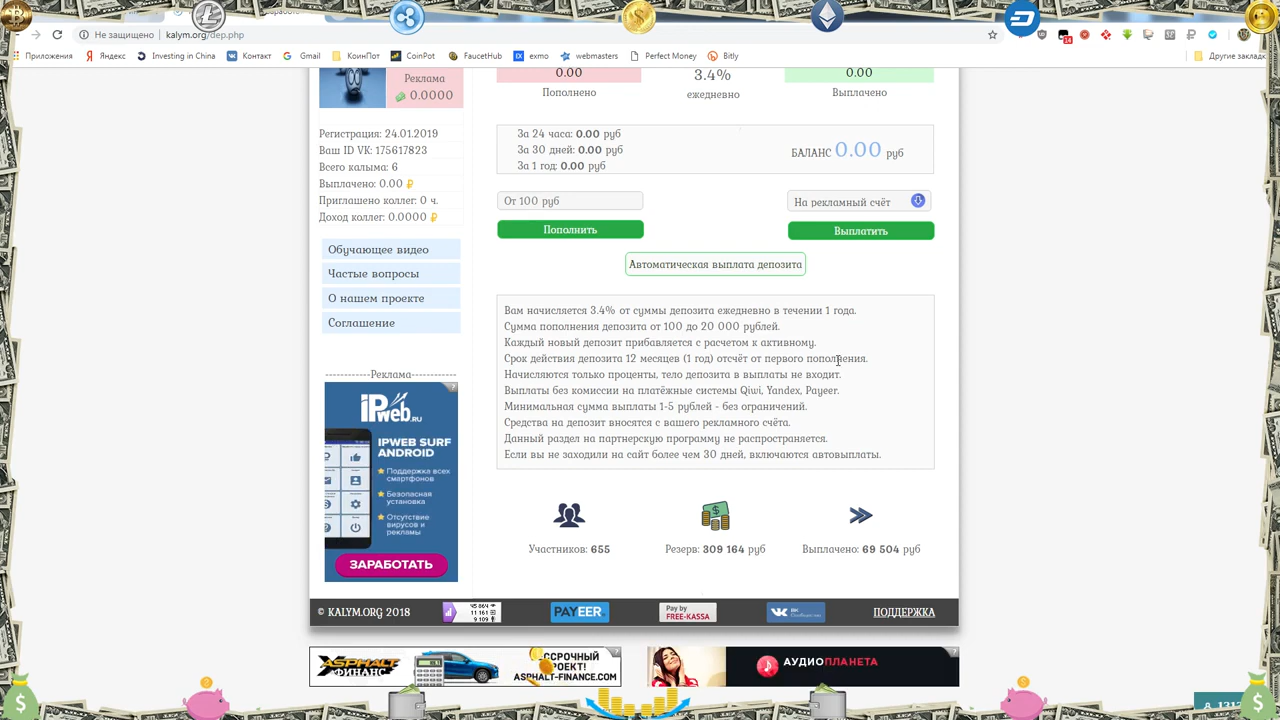 Не защищено kalym.org/dep.php
Приложения Яндекс Investing in China Контакт Gmail КоинПот CoinPot FaucetHub exmo webmasters Perfect Money Bitly Другие заклад
14
Реклама
0.0000
Регистрация: 24.01.2019
Ваш ID VK: 175617823
Всего калыма: 6
Выплачено: 0.00 ₽
Приглашено коллег: 0 ч.
Доход коллег: 0.0000 ₽
Обучающее видео
Частые вопросы
О нашем проекте
Соглашение
------------Реклама------------
IPweb.RU
IPWEB SURF
ANDROID
Поддержка всех
смартфонов
Безопасная
установка
Отсутствие
вирусов и
рекламы
ЗАРАБОТАТЬ
0.00 3.4% 0.00
Пополнено ежедневно Выплачено
За 24 часа: 0.00 руб
За 30 дней: 0.00 руб
За 1 год: 0.00 руб
БАЛАНС 0.00 руб
От 100 руб На рекламный счёт
Пополнить Выплатить
Автоматическая выплата депозита
Вам начисляется 3.4% от суммы депозита ежедневно в течении 1 года.
Сумма пополнения депозита от 100 до 20 000 рублей.
Каждый новый депозит прибавляется с расчетом к активному.
Срок действия депозита 12 месяцев (1 год) отсчёт от первого пополнения.
Начисляются только проценты, тело депозита в выплаты не входит.
Выплаты без комиссии на платёжные системы Qiwi, Yandex, Payeer.
Минимальная сумма выплаты 1-5 рублей - без ограничений.
Средства на депозит вносятся с вашего рекламного счёта.
Данный раздел на партнерскую программу не распространяется.
Если вы не заходили на сайт более чем 30 дней, включаются автовыплаты.
Участников: 655 Резерв: 309 164 руб Выплачено: 69 504 руб
© KALYM.ORG 2018 PAYEER Pay by FREE-KASSA ВК Сообщество ПОДДЕРЖКА
ASPHALT ФИНАНС
ССРОЧНЫЙ
РОЕКТ!
ASPHALT-FINANCE.COM
АУДИОПЛАНЕТА